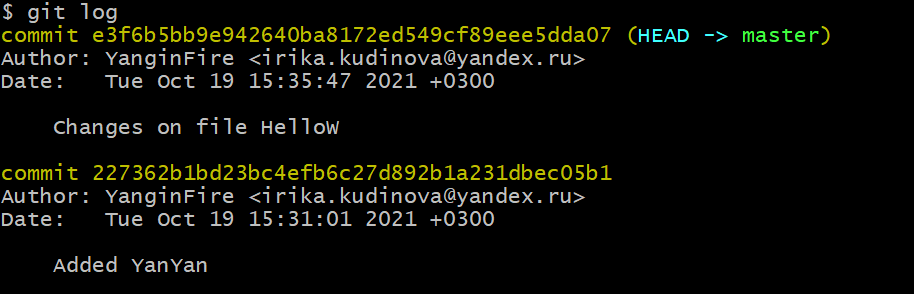 $ git log
commit e3f6b5bb9e942640ba8172ed549cf89eee5dda07 (HEAD -> master)
Author: YanginFire <irika.kudinova@yandex.ru>
Date:   Tue Oct 19 15:35:47 2021 +0300
Changes on file HelloW
commit 227362b1bd23bc4efb6c27d892b1a231dbec05b1
Author: YanginFire <irika.kudinova@yandex.ru>
Date:   Tue Oct 19 15:31:01 2021 +0300
Added YanYan